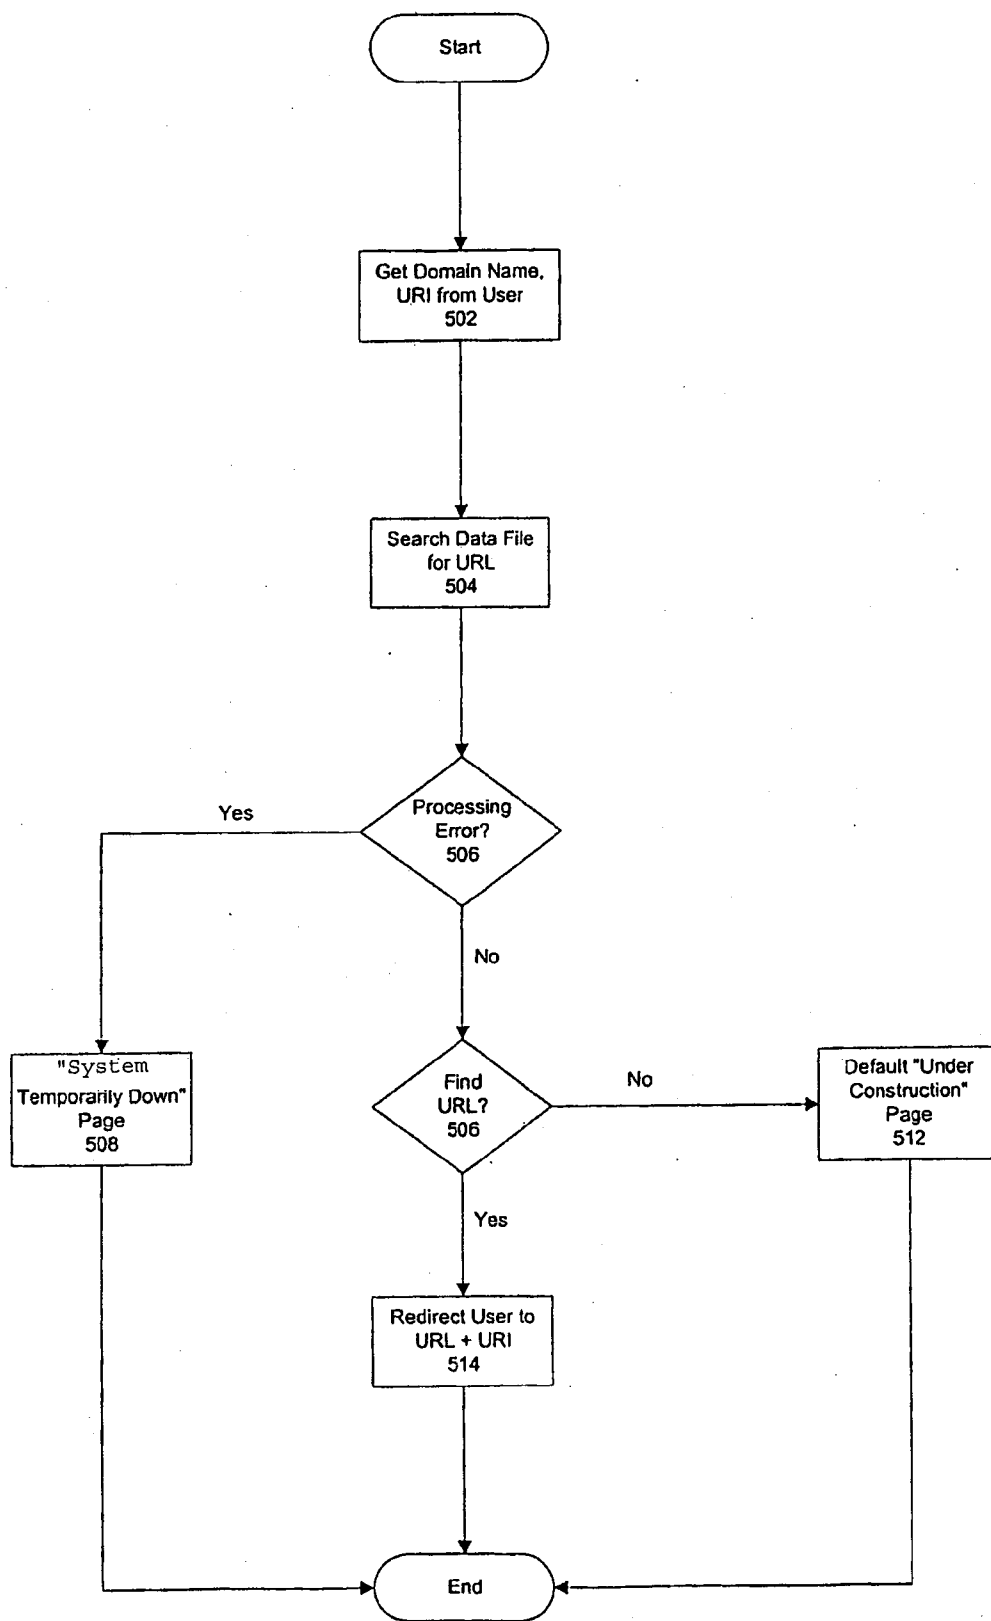 Start
Get Domain Name,
URI from User
502
Search Data File
for URL
504
Processing
Error?
506
Yes
No
"System
Temporarily Down"
Page
508
Find
URL?
506
No
Default "Under
Construction"
Page
512
Yes
Redirect User to
URL + URI
514
End